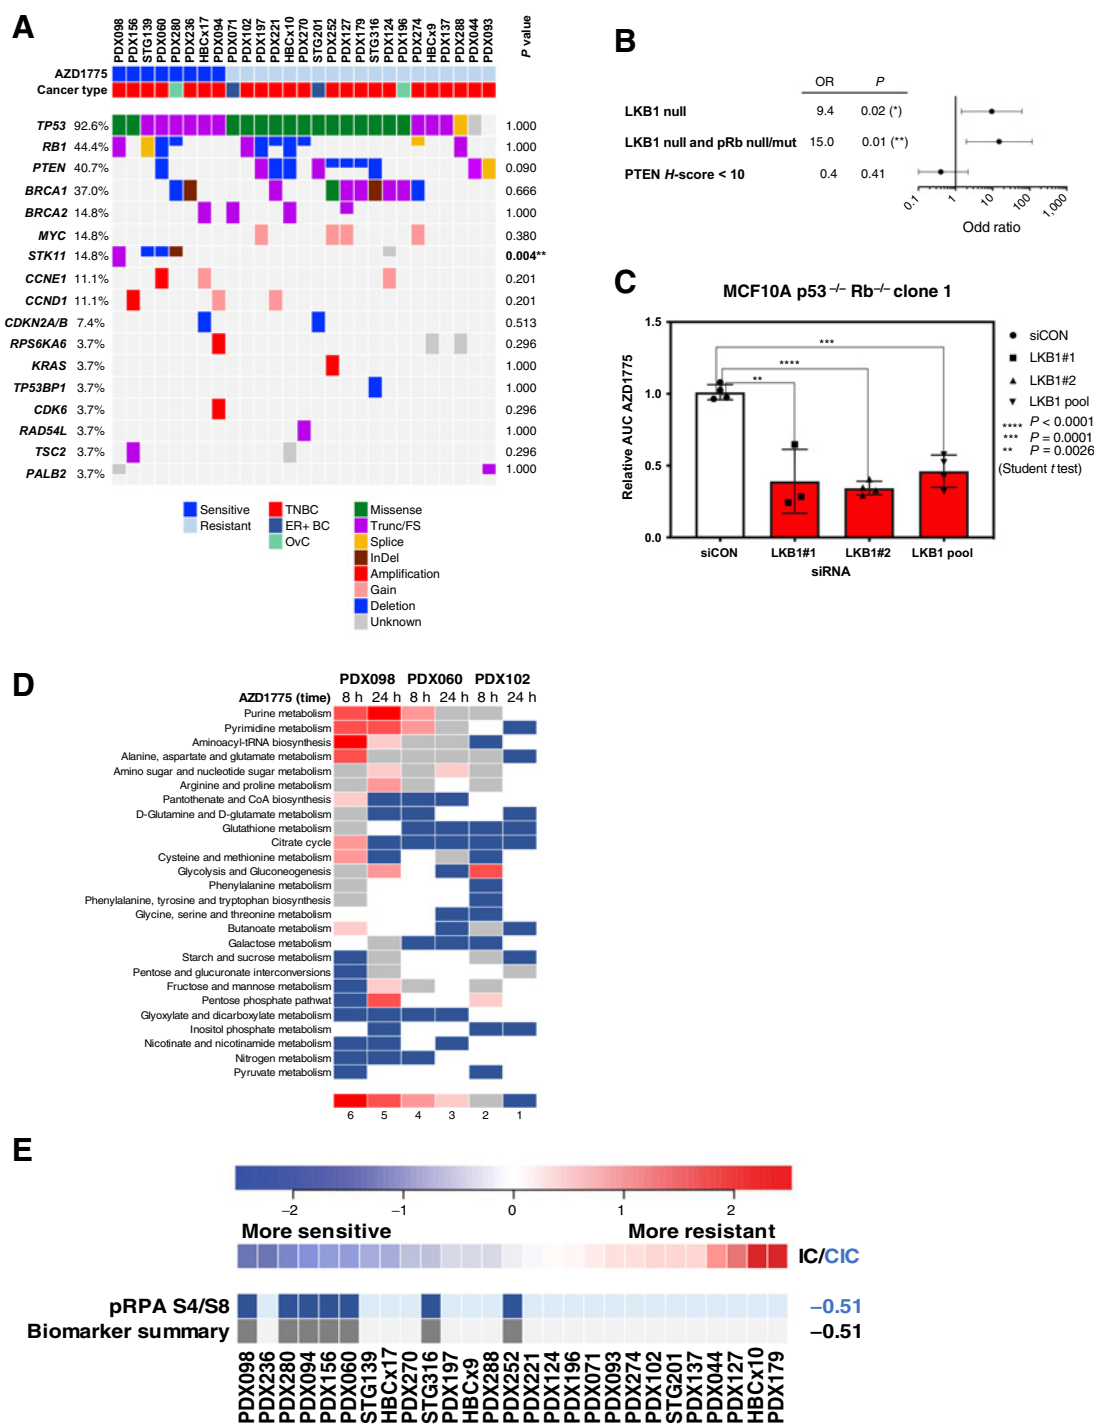 A
PDX098
PDX156
STG139
PDX060
PDX280
PDX236
HBCx17
PDX094
PDX071
PDX102
PDX197
PDX221
HBCx10
PDX270
STG201
PDX252
PDX127
PDX179
STG316
PDX124
PDX196
PDX274
HBCx9
PDX137
PDX288
PDX044
PDX093
P value
AZD1775
Cancer type
TP53 92.6% 1.000
RB1 44.4% 1.000
PTEN 40.7% 0.090
BRCA1 37.0% 0.666
BRCA2 14.8% 1.000
MYC 14.8% 0.380
STK11 14.8% 0.004**
CCNE1 11.1% 0.201
CCND1 11.1% 0.201
CDKN2A/B 7.4% 0.513
RPS6KA6 3.7% 0.296
KRAS 3.7% 1.000
TP53BP1 3.7% 1.000
CDK6 3.7% 0.296
RAD54L 3.7% 1.000
TSC2 3.7% 0.296
PALB2 3.7% 1.000
Sensitive
Resistant
TNBC
ER+ BC
OvC
Missense
Trunc/FS
Splice
InDel
Amplification
Gain
Deletion
Unknown
B
OR P
LKB1 null 9.4 0.02 (*)
LKB1 null and pRb null/mut 15.0 0.01 (**)
PTEN H-score < 10 0.4 0.41
0.1 1 10 100 1,000
Odd ratio
C
MCF10A p53 −/− Rb−/− clone 1
Relative AUC AZD1775
1.5
1.0
0.5
0.0
***
****
**
siCON LKB1#1 LKB1#2 LKB1 pool
siRNA
siCON
LKB1#1
LKB1#2
LKB1 pool
**** P < 0.0001
*** P = 0.0001
** P = 0.0026
(Student t test)
D
PDX098 PDX060 PDX102
AZD1775 (time) 8 h 24 h 8 h 24 h 8 h 24 h
Purine metabolism
Pyrimidine metabolism
Aminoacyl-tRNA biosynthesis
Alanine, aspartate and glutamate metabolism
Amino sugar and nucleotide sugar metabolism
Arginine and proline metabolism
Pantothenate and CoA biosynthesis
D-Glutamine and D-glutamate metabolism
Glutathione metabolism
Citrate cycle
Cysteine and methionine metabolism
Glycolysis and Gluconeogenesis
Phenylalanine metabolism
Phenylalanine, tyrosine and tryptophan biosynthesis
Glycine, serine and threonine metabolism
Butanoate metabolism
Galactose metabolism
Starch and sucrose metabolism
Pentose and glucuronate interconversions
Fructose and mannose metabolism
Pentose phosphate pathwat
Glyoxylate and dicarboxylate metabolism
Inositol phosphate metabolism
Nicotinate and nicotinamide metabolism
Nitrogen metabolism
Pyruvate metabolism
6 5 4 3 2 1
E
−2 −1 0 1 2
More sensitive More resistant
IC/CIC
pRPA S4/S8 −0.51
Biomarker summary −0.51
PDX098
PDX236
PDX280
PDX094
PDX156
PDX060
STG139
HBCx17
PDX270
STG316
PDX197
HBCx9
PDX288
PDX252
PDX221
PDX124
PDX196
PDX071
PDX093
PDX274
PDX102
STG201
PDX137
PDX044
PDX127
HBCx10
PDX179